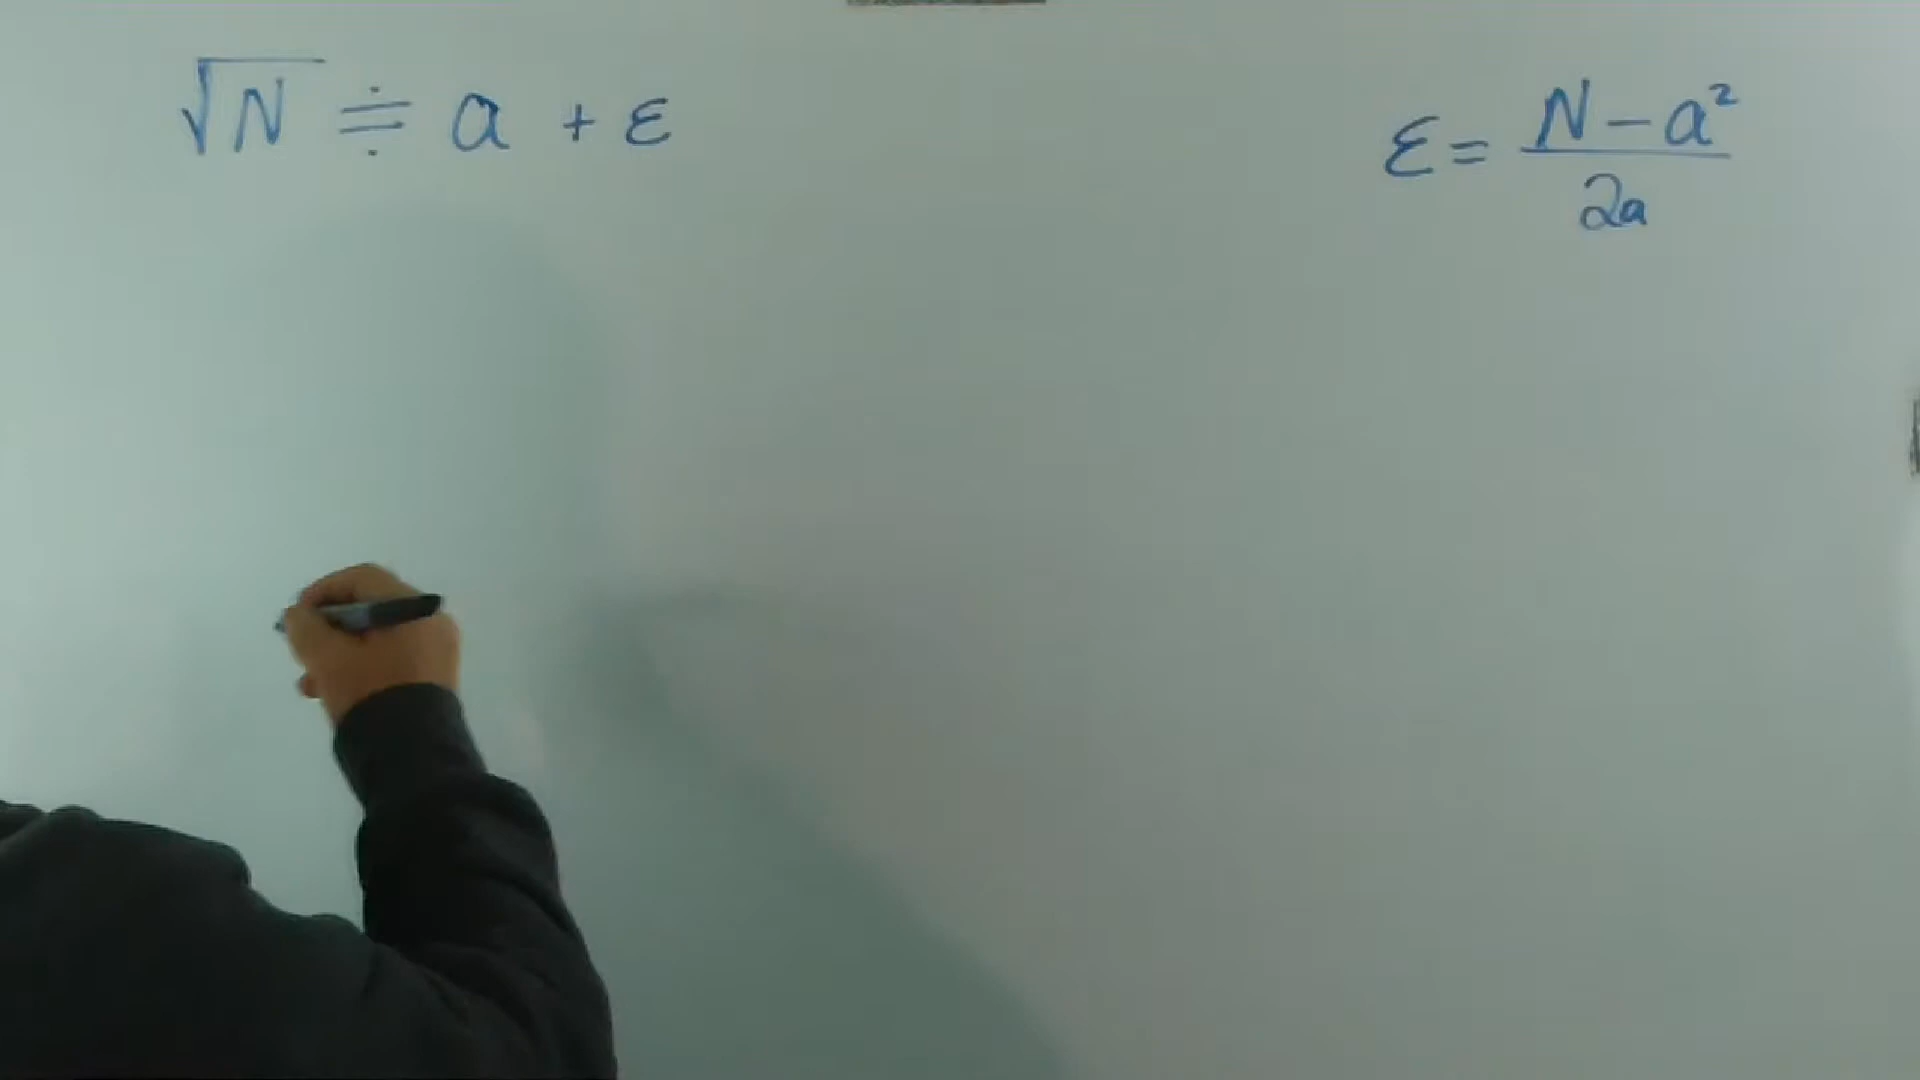 √N ≑ a + ε
ε = (N - a²) / 2a